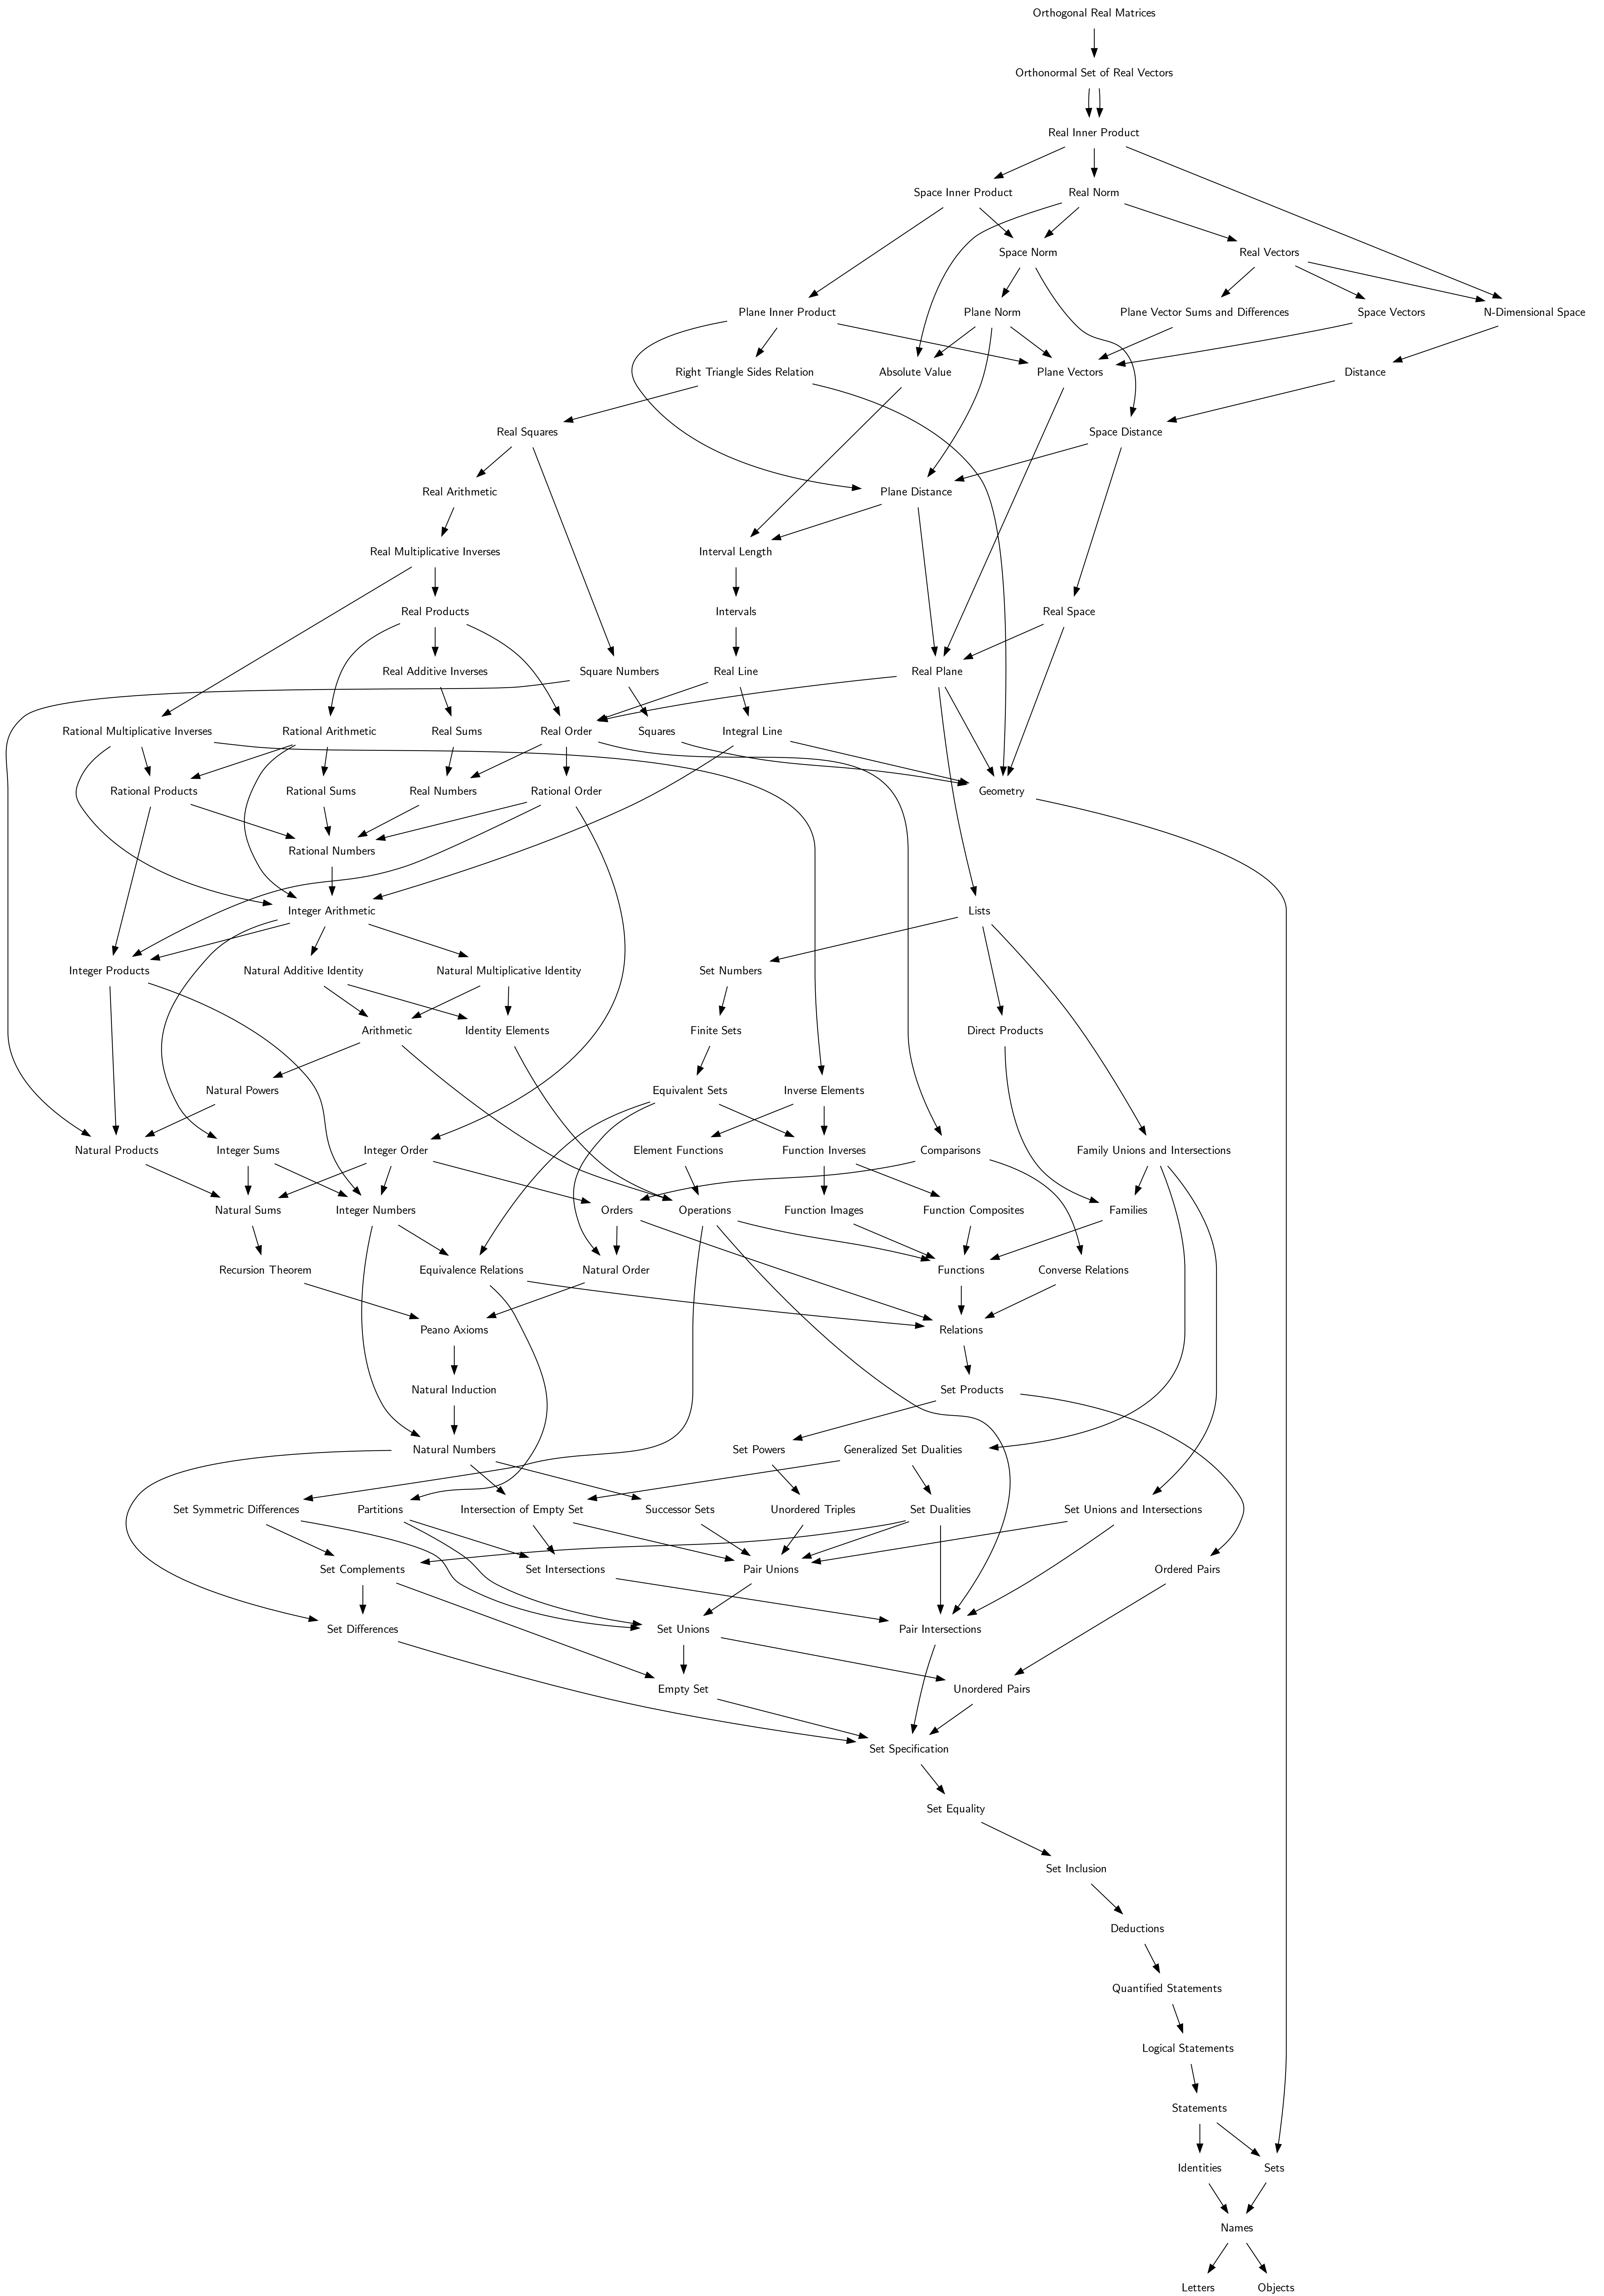 Orthogonal Real Matrices
Orthonormal Set of Real Vectors
Real Inner Product
Space Inner Product
Real Norm
Space Norm
Real Vectors
Plane Inner Product
Plane Norm
Plane Vector Sums and Differences
Space Vectors
N-Dimensional Space
Right Triangle Sides Relation
Absolute Value
Plane Vectors
Distance
Real Squares
Space Distance
Real Arithmetic
Plane Distance
Real Multiplicative Inverses
Interval Length
Real Products
Intervals
Real Space
Real Additive Inverses
Square Numbers
Real Line
Real Plane
Rational Multiplicative Inverses
Rational Arithmetic
Real Sums
Real Order
Squares
Integral Line
Rational Products
Rational Sums
Real Numbers
Rational Order
Geometry
Rational Numbers
Integer Arithmetic
Lists
Integer Products
Natural Additive Identity
Natural Multiplicative Identity
Set Numbers
Arithmetic
Identity Elements
Finite Sets
Direct Products
Natural Powers
Equivalent Sets
Inverse Elements
Natural Products
Integer Sums
Integer Order
Element Functions
Function Inverses
Comparisons
Family Unions and Intersections
Natural Sums
Integer Numbers
Orders
Operations
Function Images
Function Composites
Families
Recursion Theorem
Equivalence Relations
Natural Order
Functions
Converse Relations
Peano Axioms
Relations
Natural Induction
Set Products
Natural Numbers
Set Powers
Generalized Set Dualities
Set Symmetric Differences
Partitions
Intersection of Empty Set
Successor Sets
Unordered Triples
Set Dualities
Set Unions and Intersections
Set Complements
Set Intersections
Pair Unions
Ordered Pairs
Set Differences
Set Unions
Pair Intersections
Empty Set
Unordered Pairs
Set Specification
Set Equality
Set Inclusion
Deductions
Quantified Statements
Logical Statements
Statements
Identities
Sets
Names
Letters
Objects